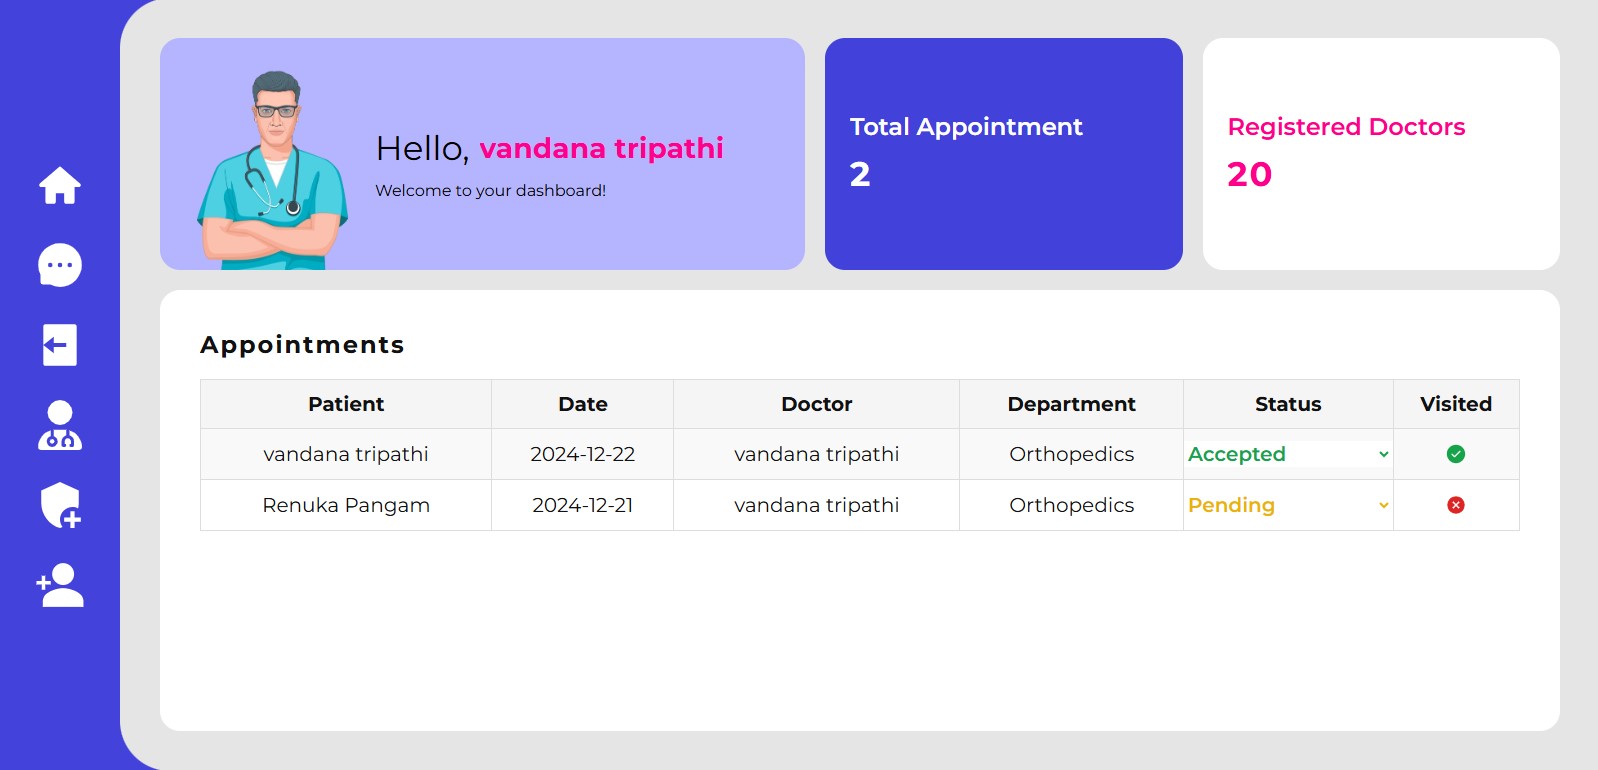 Hello, vandana tripathi
Welcome to your dashboard!
Total Appointment
2
Registered Doctors
20
Appointments
Patient Date Doctor Department Status Visited
vandana tripathi 2024-12-22 vandana tripathi Orthopedics Accepted
Renuka Pangam 2024-12-21 vandana tripathi Orthopedics Pending